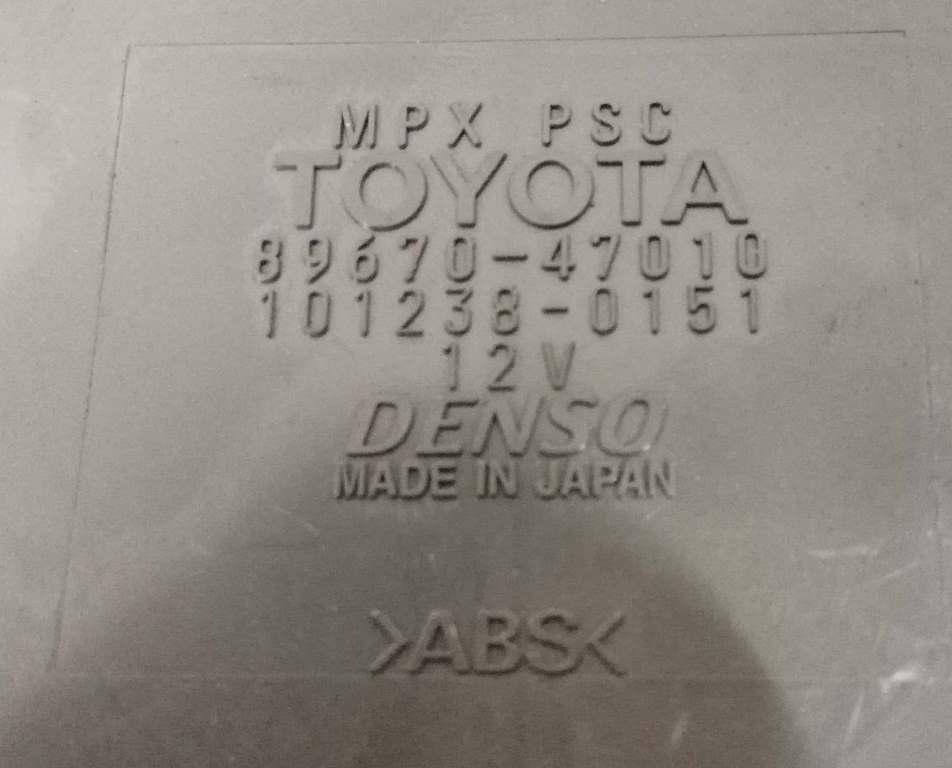 MPX PSC
TOYOTA
89670-47010
101238-0151
12V
DENSO
MADE IN JAPAN
>ABS<